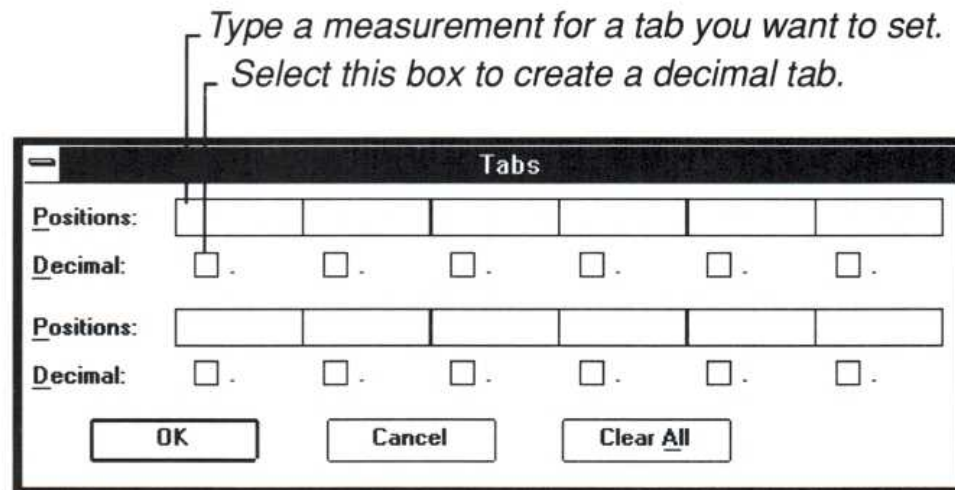 Type a measurement for a tab you want to set.
Select this box to create a decimal tab.
Tabs
Positions:
Decimal: . . . . . .
Positions:
Decimal: . . . . . .
OK Cancel Clear All